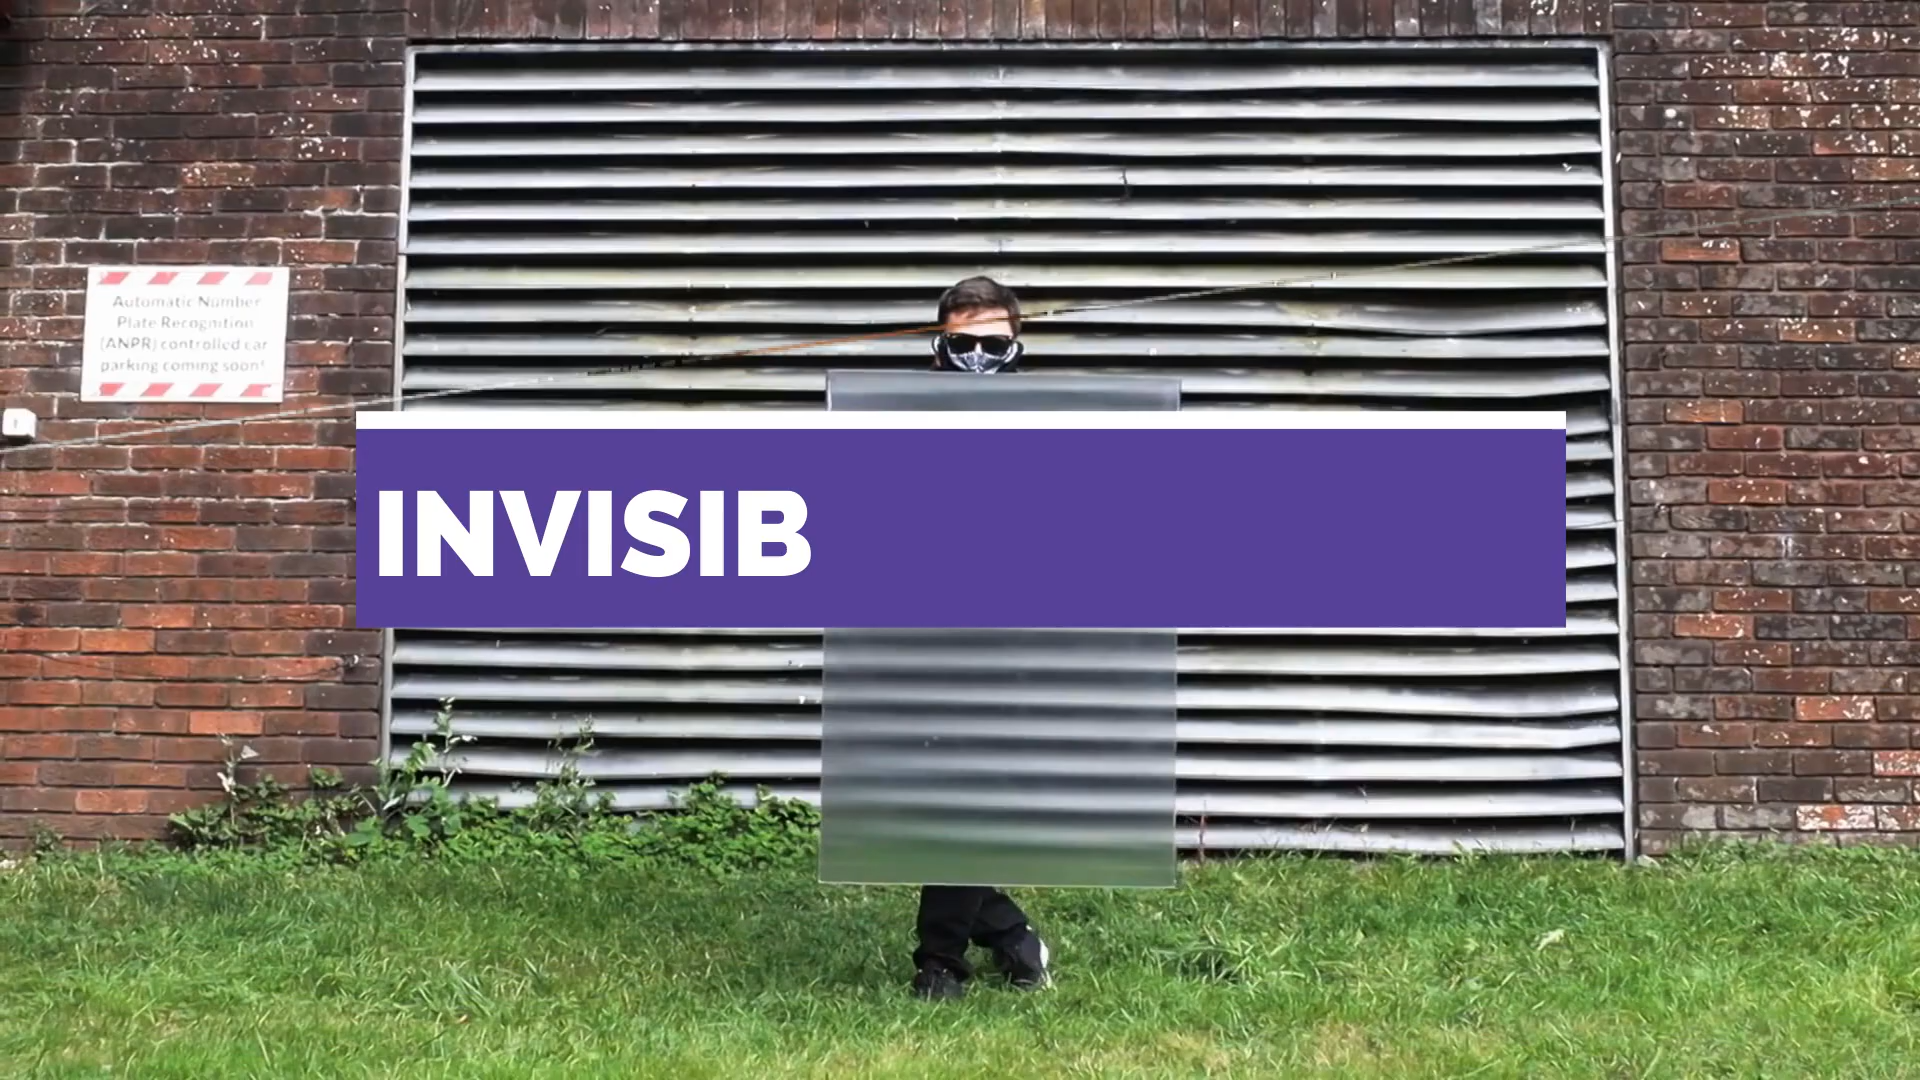 Automatic Number
Plate Recognition
(ANPR) controlled car
parking coming soon!
INVISIB